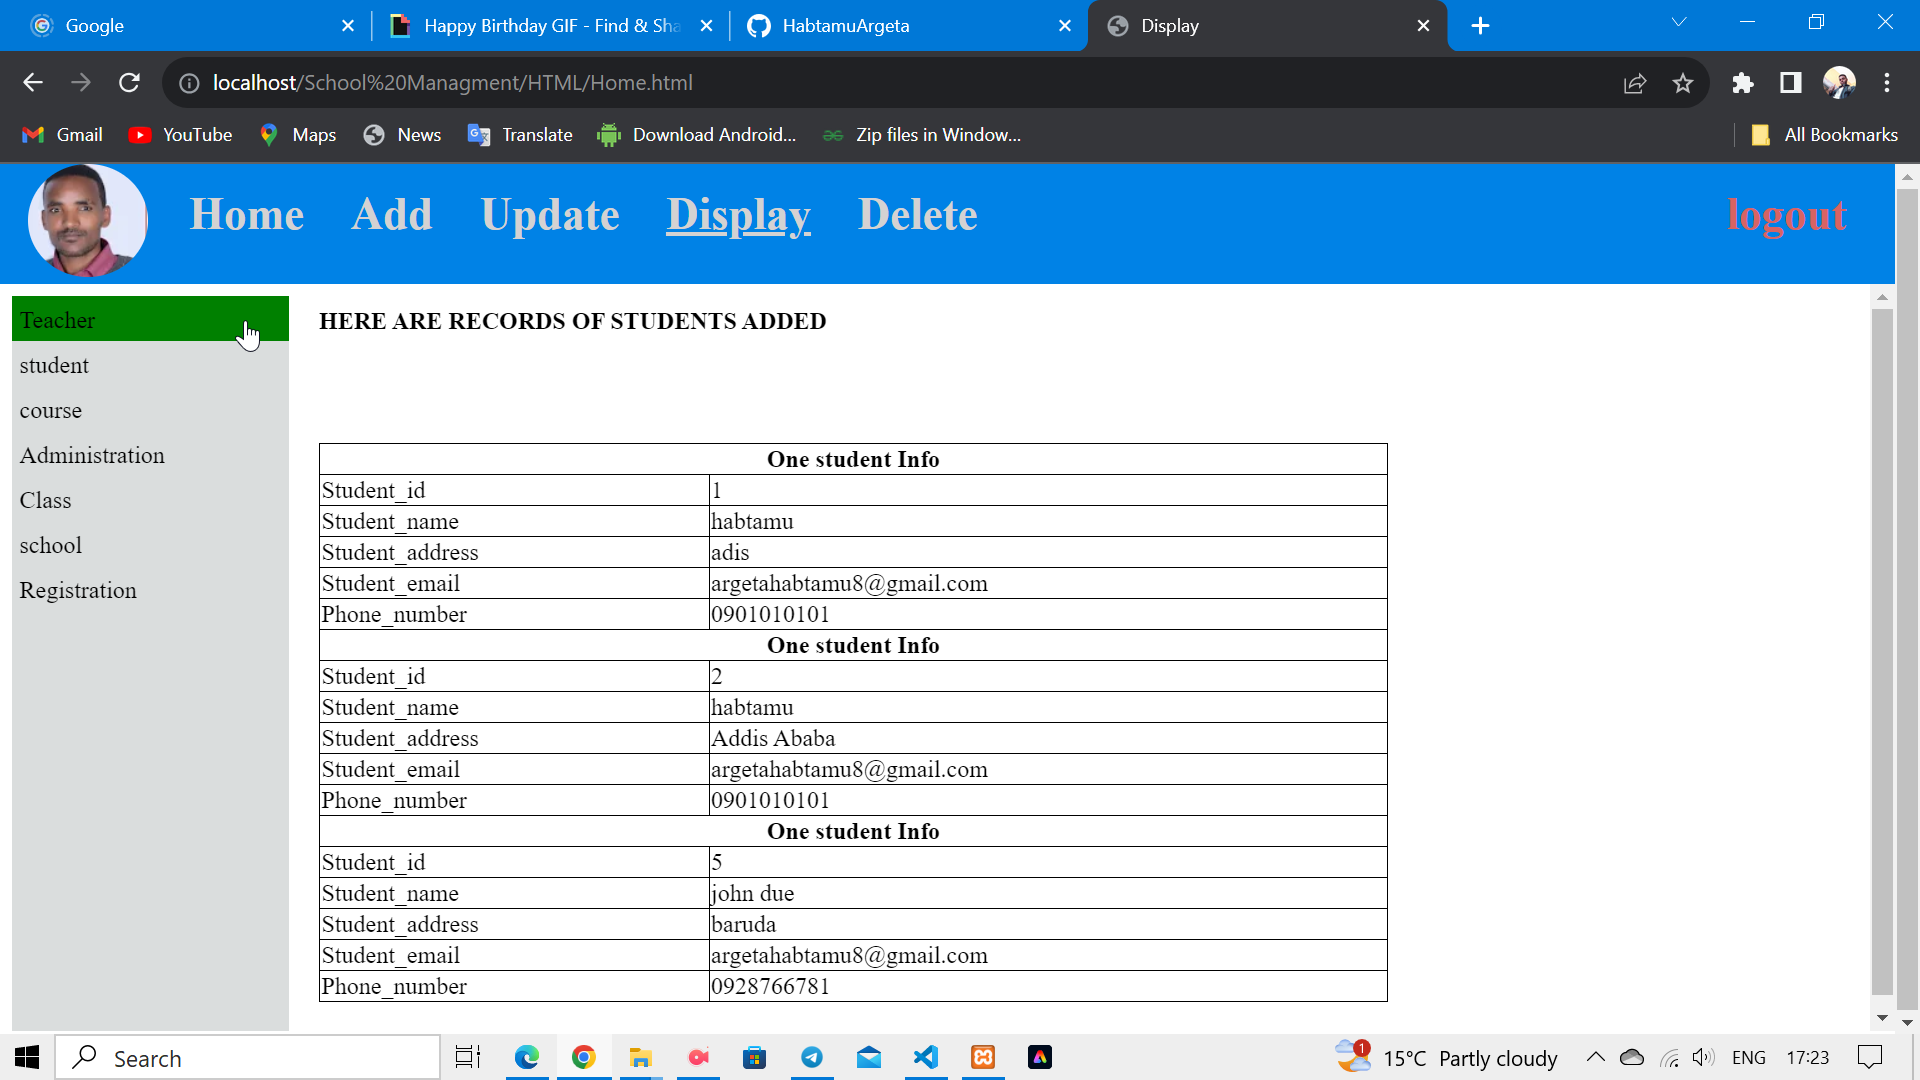 Google
Happy Birthday GIF - Find & Sha
HabtamuArgeta
Display
localhost/School%20Managment/HTML/Home.html
Gmail YouTube Maps News Translate Download Android... Zip files in Window... All Bookmarks
Home Add Update Display Delete logout
Teacher
student
course
Administration
Class
school
Registration
HERE ARE RECORDS OF STUDENTS ADDED
One student Info
Student_id 1
Student_name habtamu
Student_address adis
Student_email argetahabtamu8@gmail.com
Phone_number 0901010101
One student Info
Student_id 2
Student_name habtamu
Student_address Addis Ababa
Student_email argetahabtamu8@gmail.com
Phone_number 0901010101
One student Info
Student_id 5
Student_name john due
Student_address baruda
Student_email argetahabtamu8@gmail.com
Phone_number 0928766781
Search
1
15°C Partly cloudy
ENG
17:23